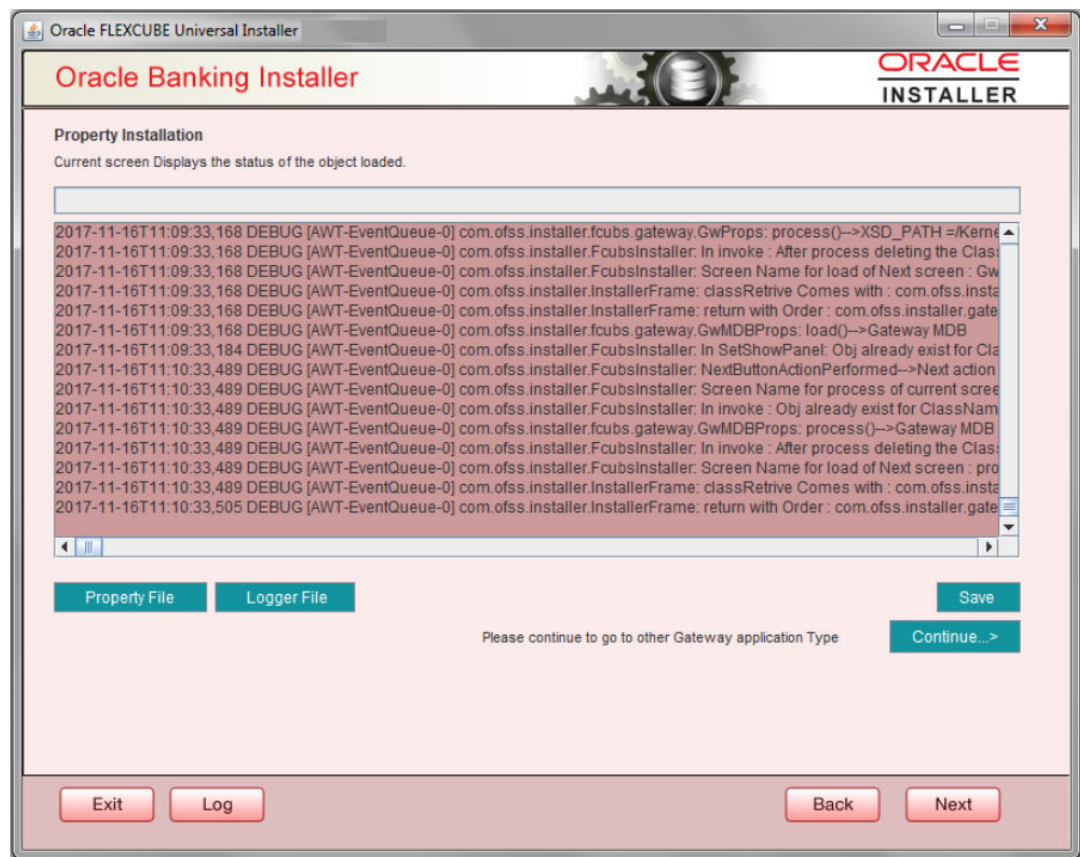 Oracle FLEXCUBE Universal Installer
Oracle Banking Installer
ORACLE
INSTALLER
Property Installation
Current screen Displays the status of the object loaded.
2017-11-16T11:09:33,168 DEBUG [AWT-EventQueue-0] com.ofss.installer.fcubs.gateway.GwProps: process()-->XSD_PATH =/Kerne
2017-11-16T11:09:33,168 DEBUG [AWT-EventQueue-0] com.ofss.installer.FcubsInstaller: In invoke : After process deleting the Clas
2017-11-16T11:09:33,168 DEBUG [AWT-EventQueue-0] com.ofss.installer.FcubsInstaller: Screen Name for load of Next screen : Gw
2017-11-16T11:09:33,168 DEBUG [AWT-EventQueue-0] com.ofss.installer.InstallerFrame: classRetrive Comes with : com.ofss.insta
2017-11-16T11:09:33,168 DEBUG [AWT-EventQueue-0] com.ofss.installer.InstallerFrame: return with Order : com.ofss.installer.gate
2017-11-16T11:09:33,168 DEBUG [AWT-EventQueue-0] com.ofss.installer.fcubs.gateway.GwMDBProps: load()-->Gateway MDB
2017-11-16T11:09:33,184 DEBUG [AWT-EventQueue-0] com.ofss.installer.FcubsInstaller: In SetShowPanel: Obj already exist for Cla
2017-11-16T11:10:33,489 DEBUG [AWT-EventQueue-0] com.ofss.installer.FcubsInstaller: NextButtonActionPerformed-->Next action
2017-11-16T11:10:33,489 DEBUG [AWT-EventQueue-0] com.ofss.installer.FcubsInstaller: Screen Name for process of current scree
2017-11-16T11:10:33,489 DEBUG [AWT-EventQueue-0] com.ofss.installer.FcubsInstaller: In invoke : Obj already exist for ClassNam
2017-11-16T11:10:33,489 DEBUG [AWT-EventQueue-0] com.ofss.installer.fcubs.gateway.GwMDBProps: process()-->Gateway MDB
2017-11-16T11:10:33,489 DEBUG [AWT-EventQueue-0] com.ofss.installer.FcubsInstaller: In invoke : After process deleting the Clas
2017-11-16T11:10:33,489 DEBUG [AWT-EventQueue-0] com.ofss.installer.FcubsInstaller: Screen Name for load of Next screen : pro
2017-11-16T11:10:33,489 DEBUG [AWT-EventQueue-0] com.ofss.installer.InstallerFrame: classRetrive Comes with : com.ofss.insta
2017-11-16T11:10:33,505 DEBUG [AWT-EventQueue-0] com.ofss.installer.InstallerFrame: return with Order : com.ofss.installer.gate
Property File Logger File Save
Please continue to go to other Gateway application Type Continue...>
Exit Log Back Next